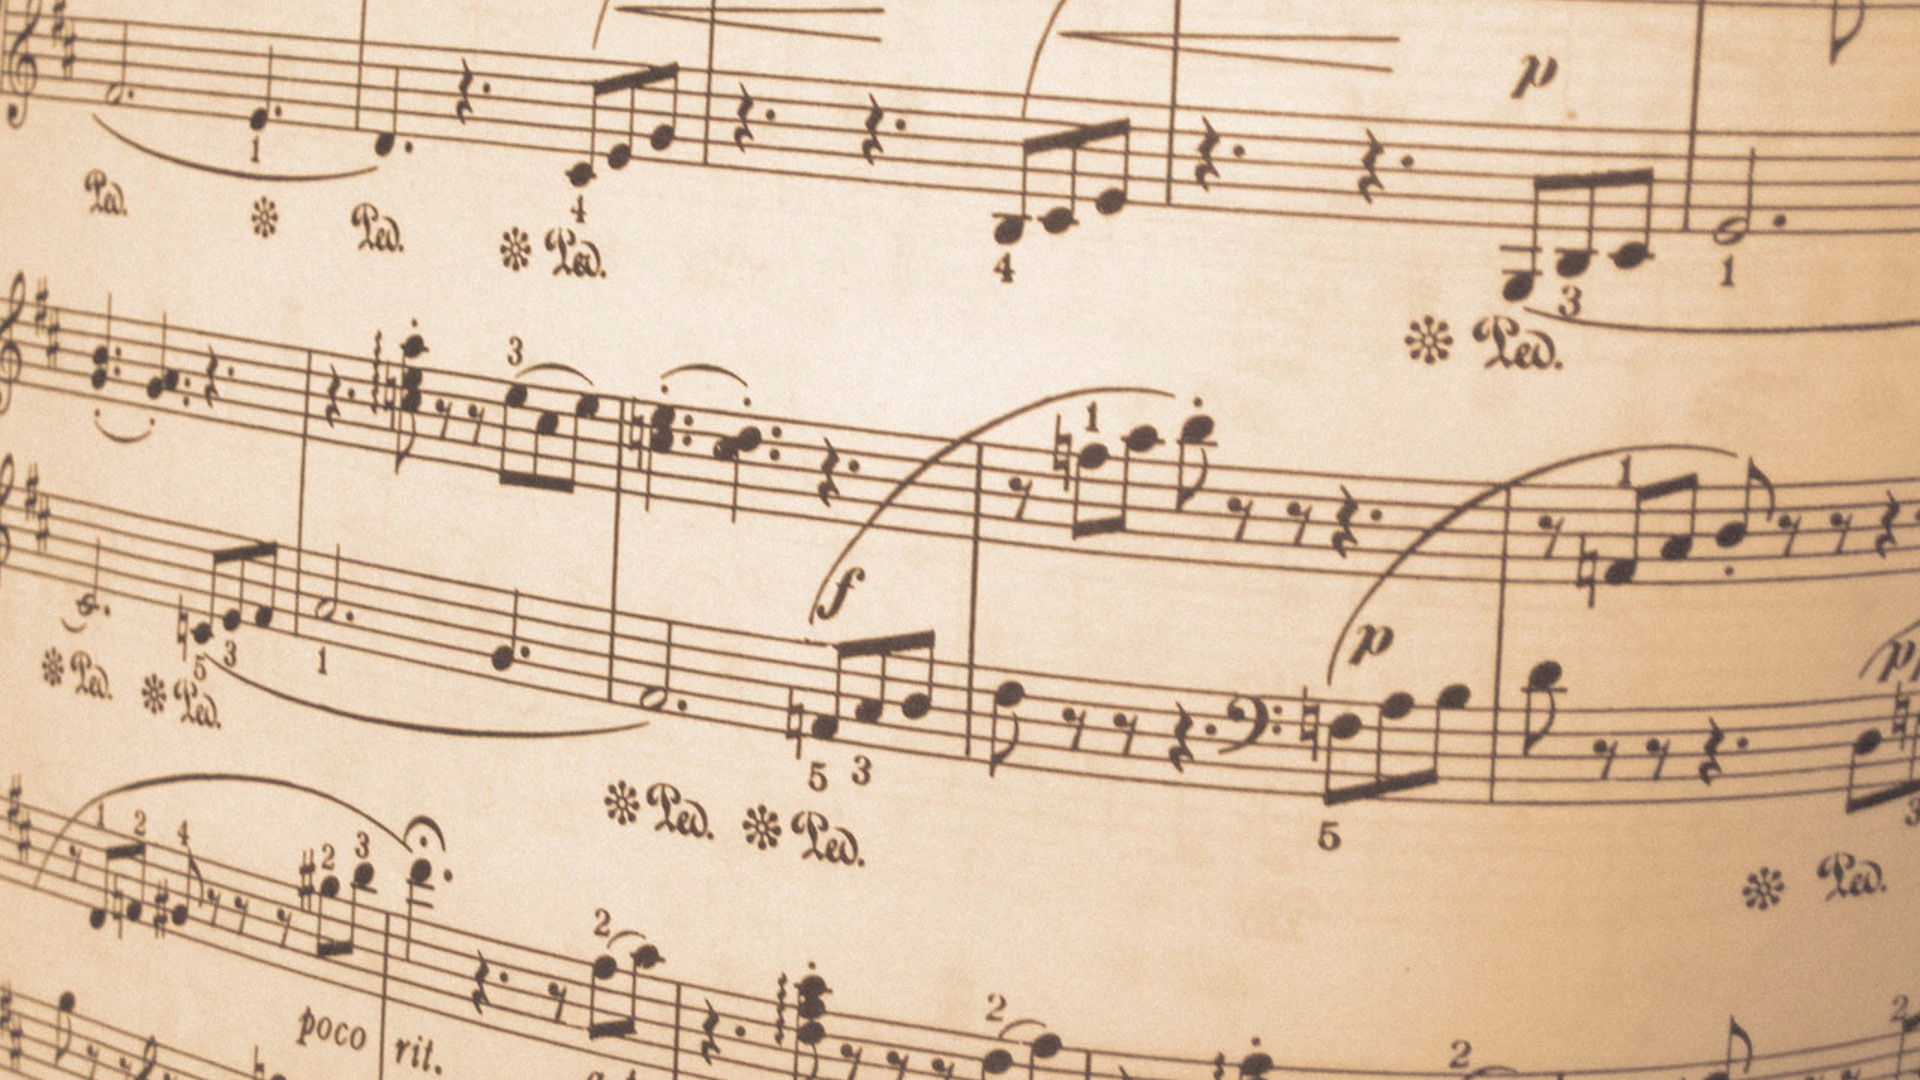 p
1
Ped. Ped. 4 Ped. 4 3 1
Ped.
3
1 1
f p
5 3 1
Ped. Ped. 5 3
Ped. Ped. 5
Ped.
1 2 4 2 3
2
poco rit.
2 2 2